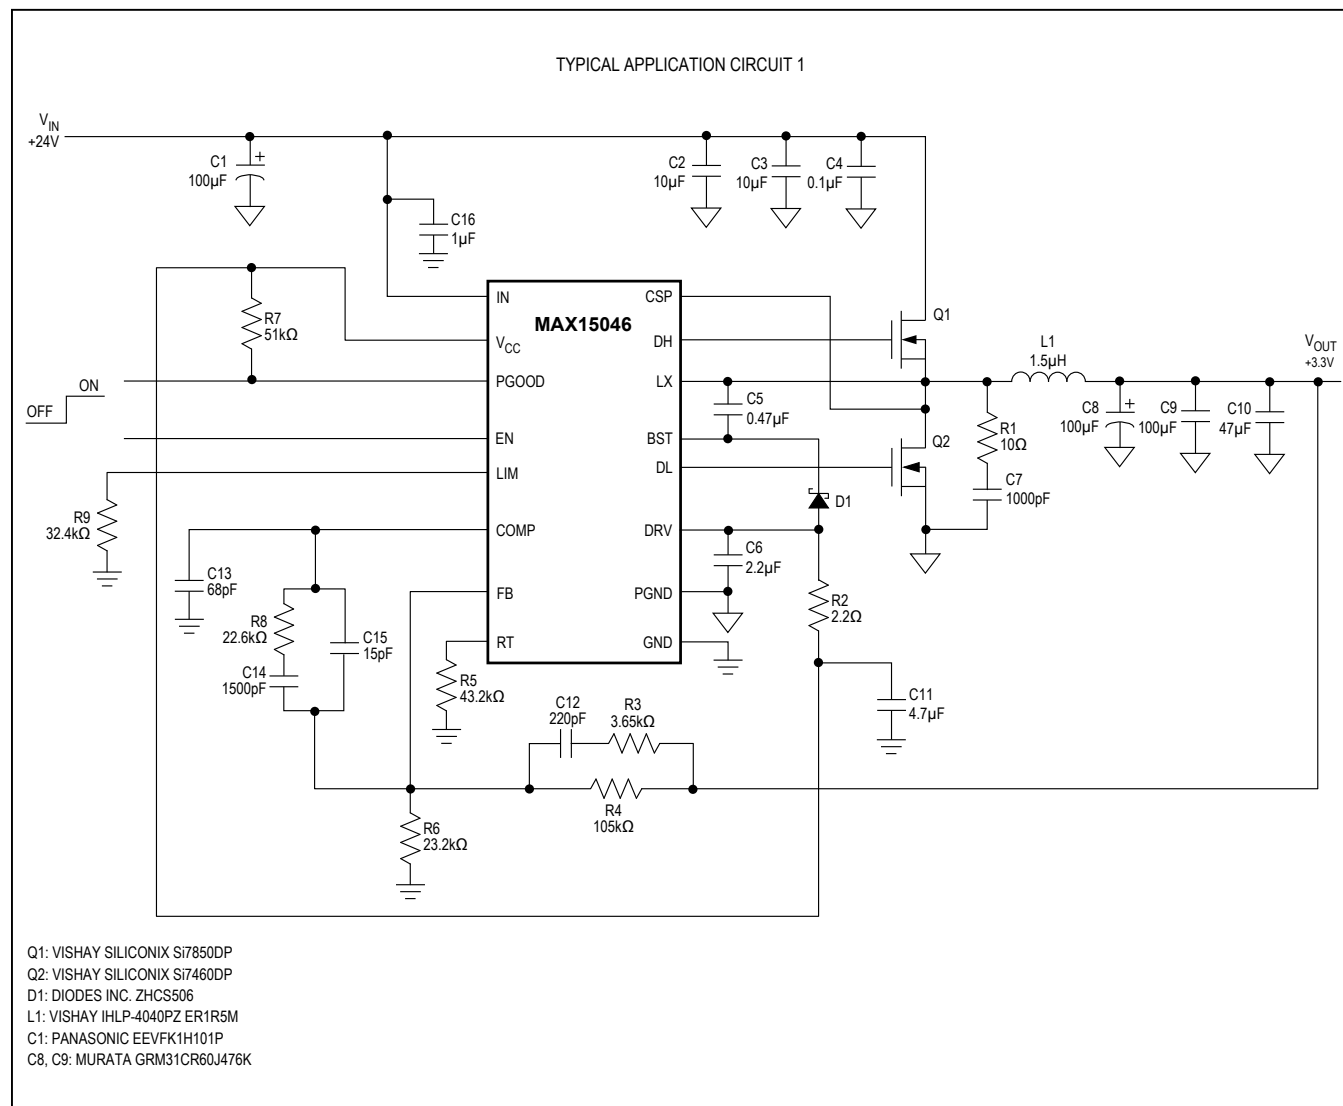 TYPICAL APPLICATION CIRCUIT 1
VIN
+24V
C1
100µF
+
C2
10µF
C3
10µF
C4
0.1µF
C16
1µF
R7
51kΩ
IN
CSP
MAX15046
Q1
VCC
DH
L1
1.5µH
VOUT
+3.3V
ON
OFF
PGOOD
LX
C5
0.47µF
C8
100µF
+
C9
100µF
C10
47µF
R1
10Ω
EN
BST
Q2
LIM
DL
C7
1000pF
D1
R9
32.4kΩ
COMP
DRV
C6
2.2µF
C13
68pF
FB
PGND
R2
2.2Ω
R8
22.6kΩ
C15
15pF
RT
GND
C14
1500pF
R5
43.2kΩ
C12
220pF
R3
3.65kΩ
C11
4.7µF
R4
105kΩ
R6
23.2kΩ
Q1: VISHAY SILICONIX Si7850DP
Q2: VISHAY SILICONIX Si7460DP
D1: DIODES INC. ZHCS506
L1: VISHAY IHLP-4040PZ ER1R5M
C1: PANASONIC EEVFK1H101P
C8, C9: MURATA GRM31CR60J476K